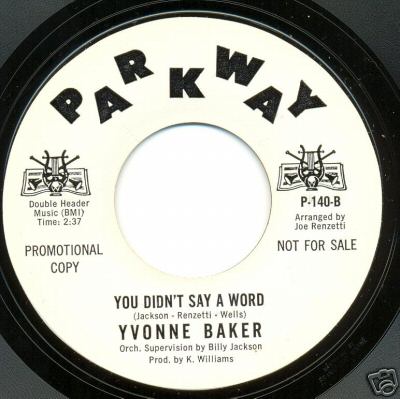 PARKWAY
Double Header
Music (BMI)
Time: 2:37
P-140-B
Arranged by
Joe Renzetti
PROMOTIONAL
COPY
NOT FOR SALE
YOU DIDN'T SAY A WORD
(Jackson - Renzetti - Wells)
YVONNE BAKER
Orch. Supervision by Billy Jackson
Prod. by K. Williams